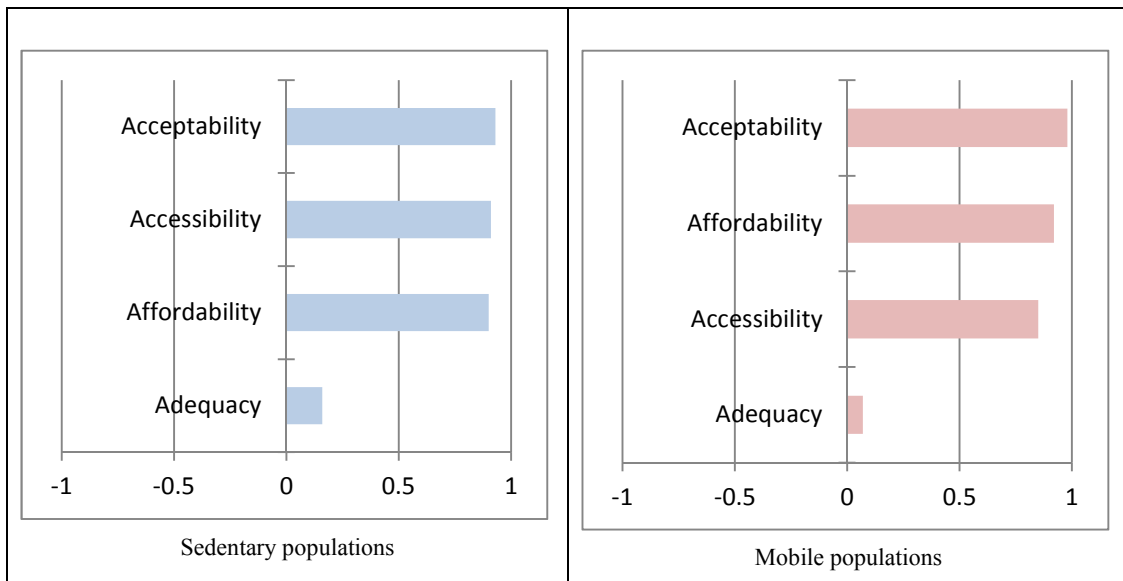 Acceptability
Accessibility
Affordability
Adequacy
-1 -0.5 0 0.5 1
Sedentary populations
Acceptability
Affordability
Accessibility
Adequacy
-1 -0.5 0 0.5 1
Mobile populations